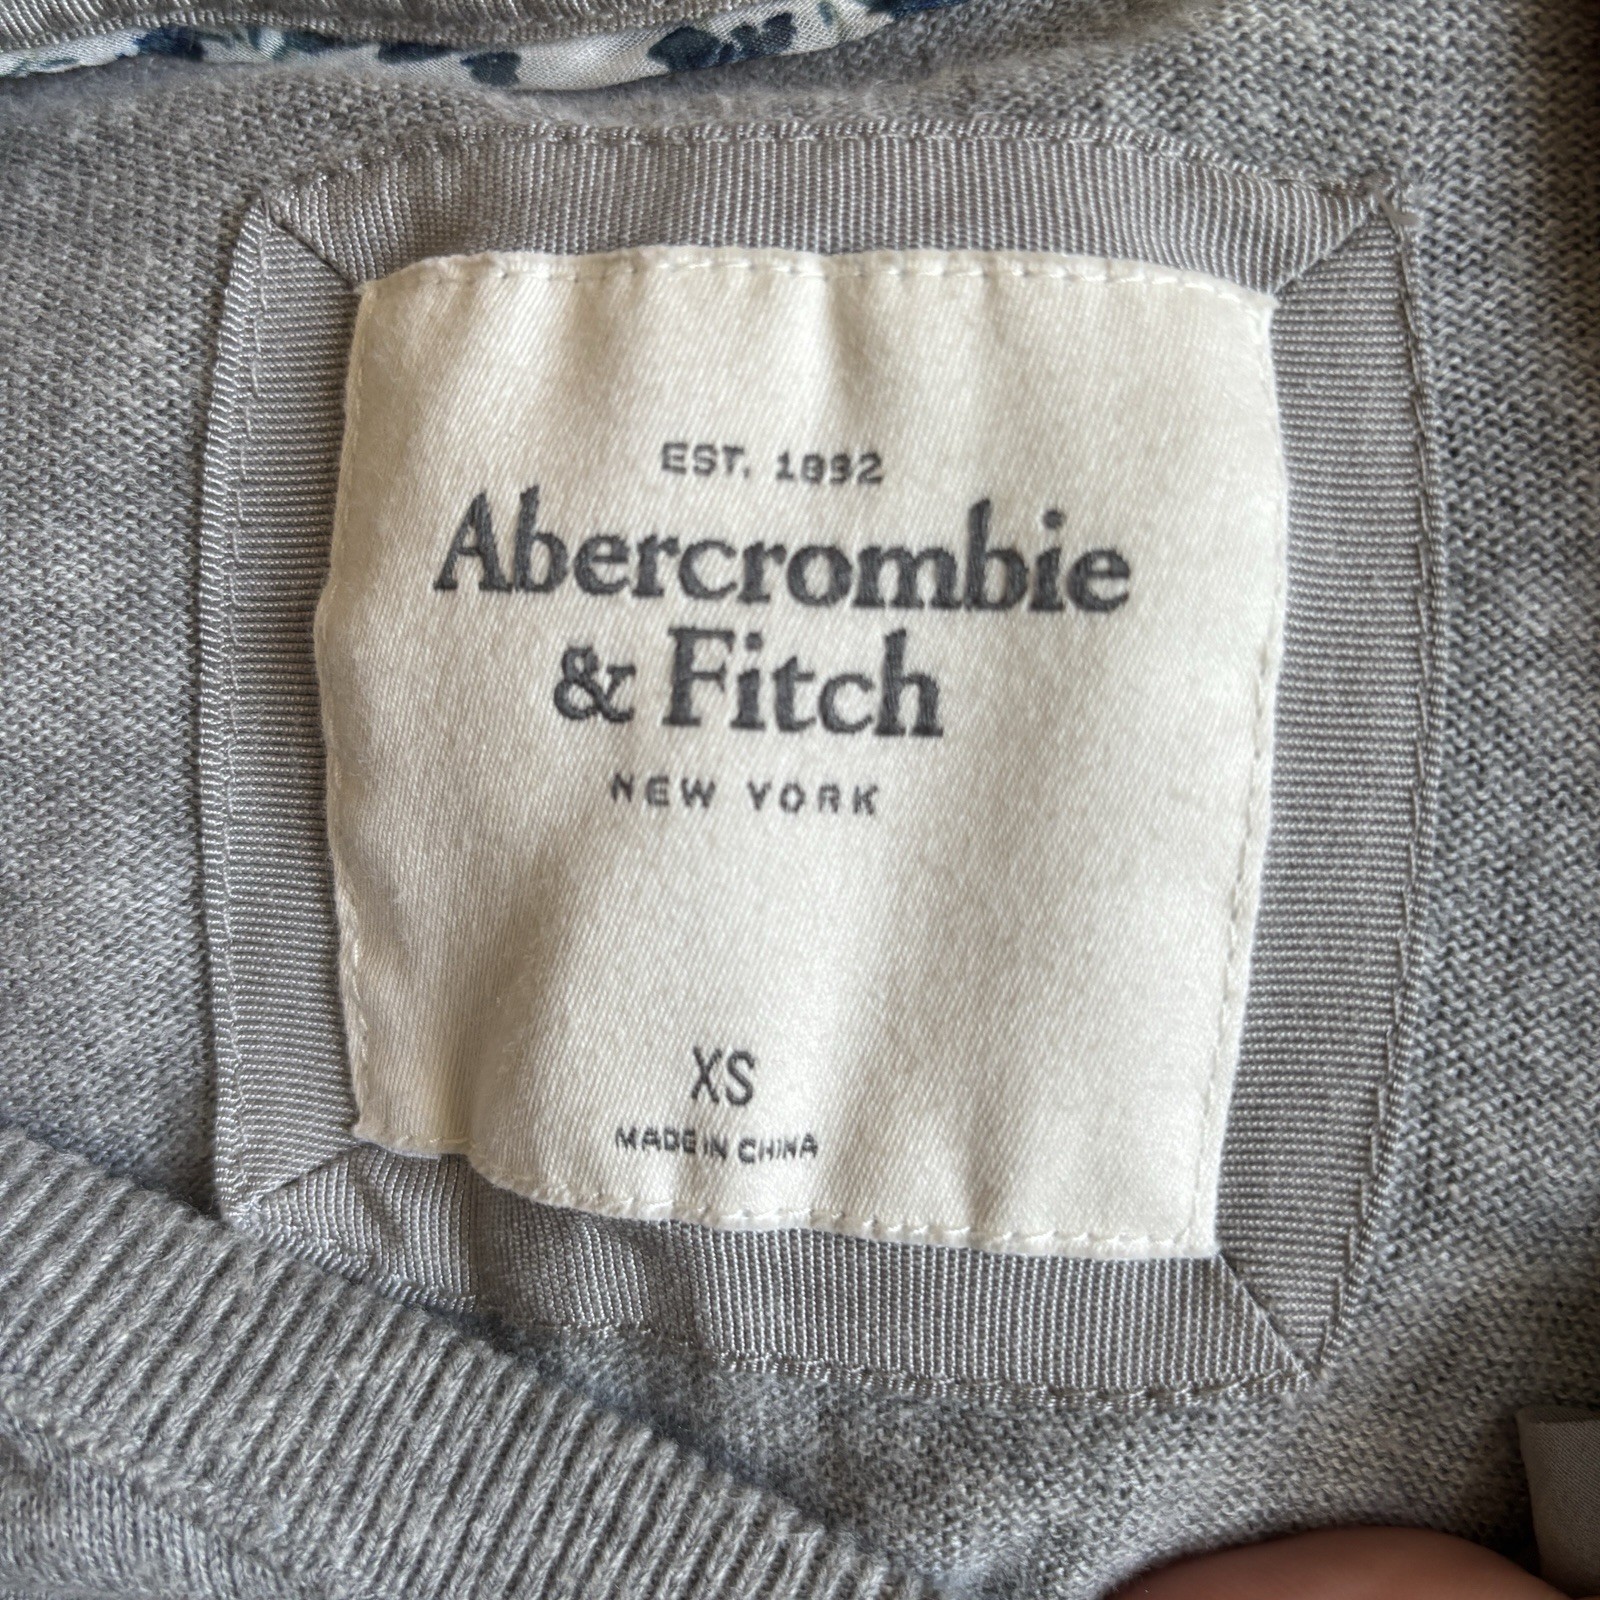 EST. 1892
Abercrombie
& Fitch
NEW YORK
XS
MADE IN CHINA